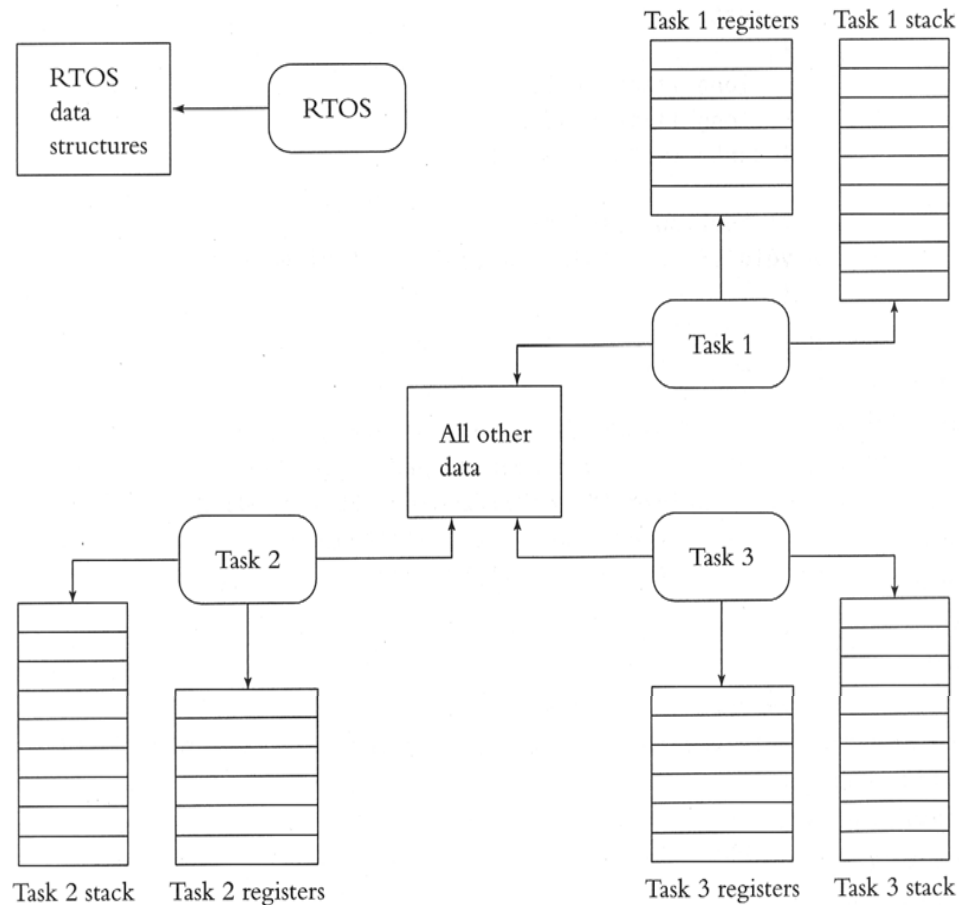 Task 1 registers
Task 1 stack
RTOS
data
structures
RTOS
Task 1
All other
data
Task 2
Task 3
Task 2 stack
Task 2 registers
Task 3 registers
Task 3 stack